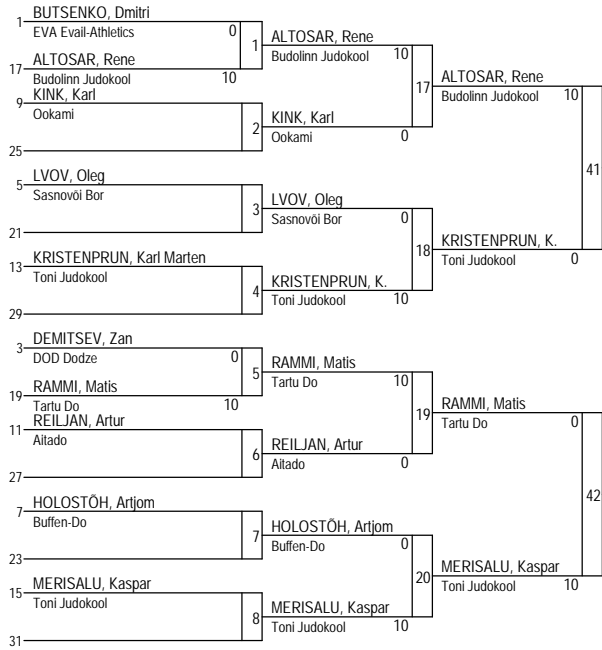 1 BUTSENKO, Dmitri
EVA Evail-Athletics 0
1 ALTOSAR, Rene
Budolinn Judokool 10
17 ALTOSAR, Rene
Budolinn Judokool 10
17 ALTOSAR, Rene
Budolinn Judokool 10
9 KINK, Karl
Ookami
2 KINK, Karl
Ookami 0
25
41
5 LVOV, Oleg
Sasnovõi Bor
3 LVOV, Oleg
Sasnovõi Bor 0
21
18 KRISTENPRUN, K.
Toni Judokool 0
13 KRISTENPRUN, Karl Marten
Toni Judokool
4 KRISTENPRUN, K.
Toni Judokool 10
29
3 DEMITSEV, Zan
DOD Dodze 0
5 RAMMI, Matis
Tartu Do 10
19 RAMMI, Matis
Tartu Do 10
19 RAMMI, Matis
Tartu Do 0
11 REILJAN, Artur
Aitado
6 REILJAN, Artur
Aitado 0
27
42
7 HOLOSTÕH, Artjom
Buffen-Do
7 HOLOSTÕH, Artjom
Buffen-Do 0
23
20 MERISALU, Kaspar
Toni Judokool 10
15 MERISALU, Kaspar
Toni Judokool
8 MERISALU, Kaspar
Toni Judokool 10
31